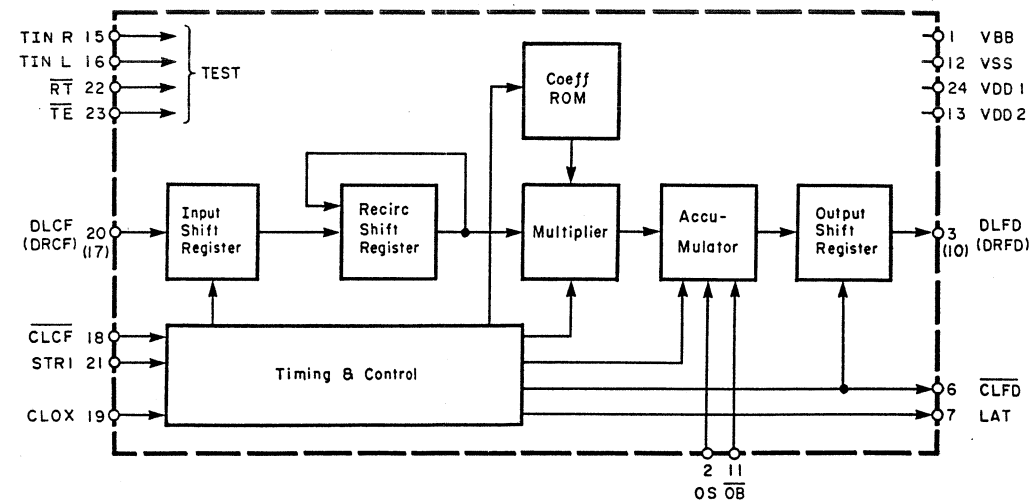 TIN R 15
TIN L 16
RT 22
TE 23
TEST
Coeff
ROM
1 VBB
12 VSS
24 VDD 1
13 VDD 2
DLCF 20
(DRCF) (17)
Input
Shift
Register
Recirc
Shift
Register
Multiplier
Accu-
Mulator
Output
Shift
Register
3 DLFD
(10) (DRFD)
CLCF 18
STRI 21
CLOX 19
Timing & Control
6 CLFD
7 LAT
2 11
OS OB